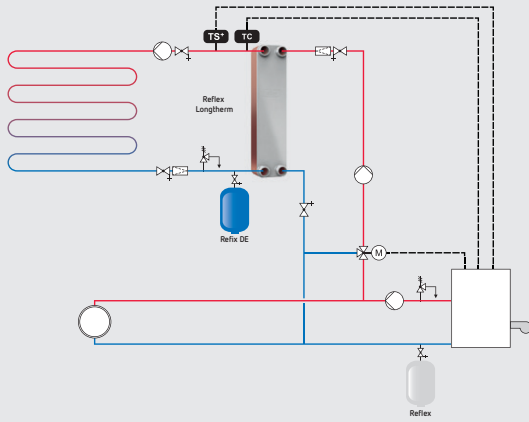 TS+
TC
Reflex
Longtherm
Refix DE
M
Reflex